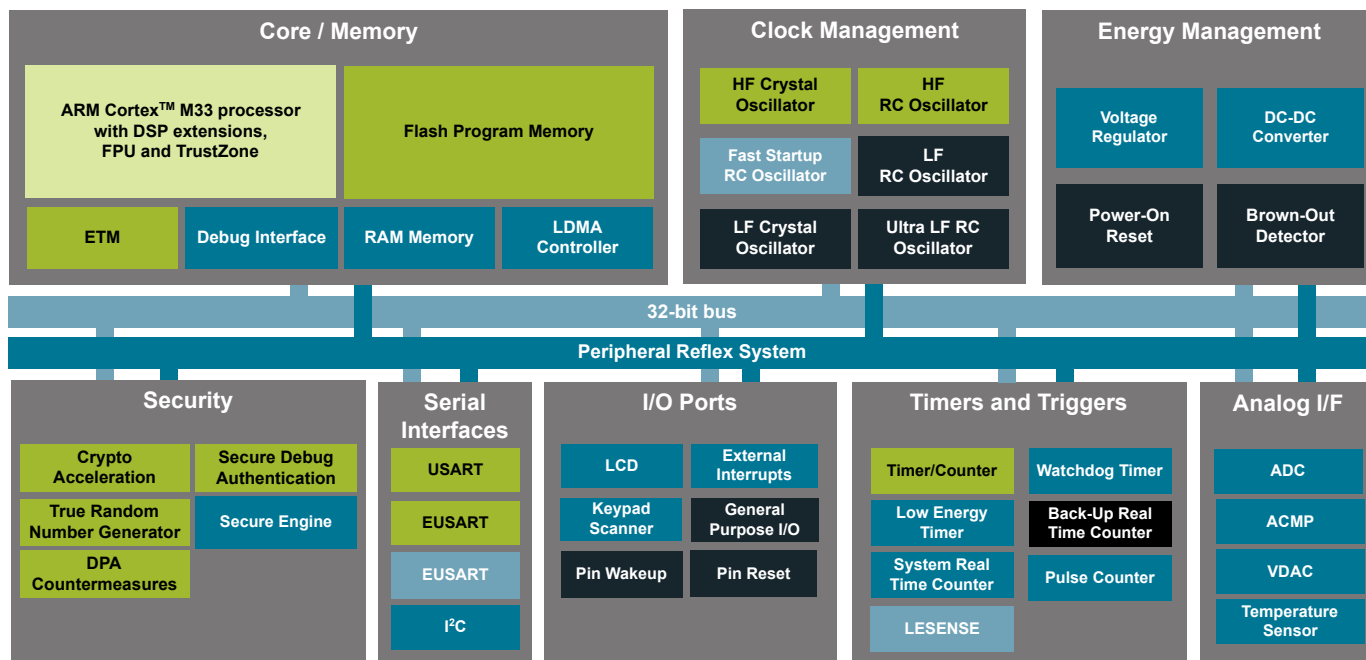 Core / Memory
ARM Cortex™ M33 processor
with DSP extensions,
FPU and TrustZone
Flash Program Memory
ETM
Debug Interface
RAM Memory
LDMA
Controller
Clock Management
HF Crystal
Oscillator
HF
RC Oscillator
Fast Startup
RC Oscillator
LF
RC Oscillator
LF Crystal
Oscillator
Ultra LF RC
Oscillator
Energy Management
Voltage
Regulator
DC-DC
Converter
Power-On
Reset
Brown-Out
Detector
32-bit bus
Peripheral Reflex System
Security
Crypto
Acceleration
Secure Debug
Authentication
True Random
Number Generator
Secure Engine
DPA
Countermeasures
Serial
Interfaces
USART
EUSART
EUSART
I²C
I/O Ports
LCD
External
Interrupts
Keypad
Scanner
General
Purpose I/O
Pin Wakeup
Pin Reset
Timers and Triggers
Timer/Counter
Watchdog Timer
Low Energy
Timer
Back-Up Real
Time Counter
System Real
Time Counter
Pulse Counter
LESENSE
Analog I/F
ADC
ACMP
VDAC
Temperature
Sensor